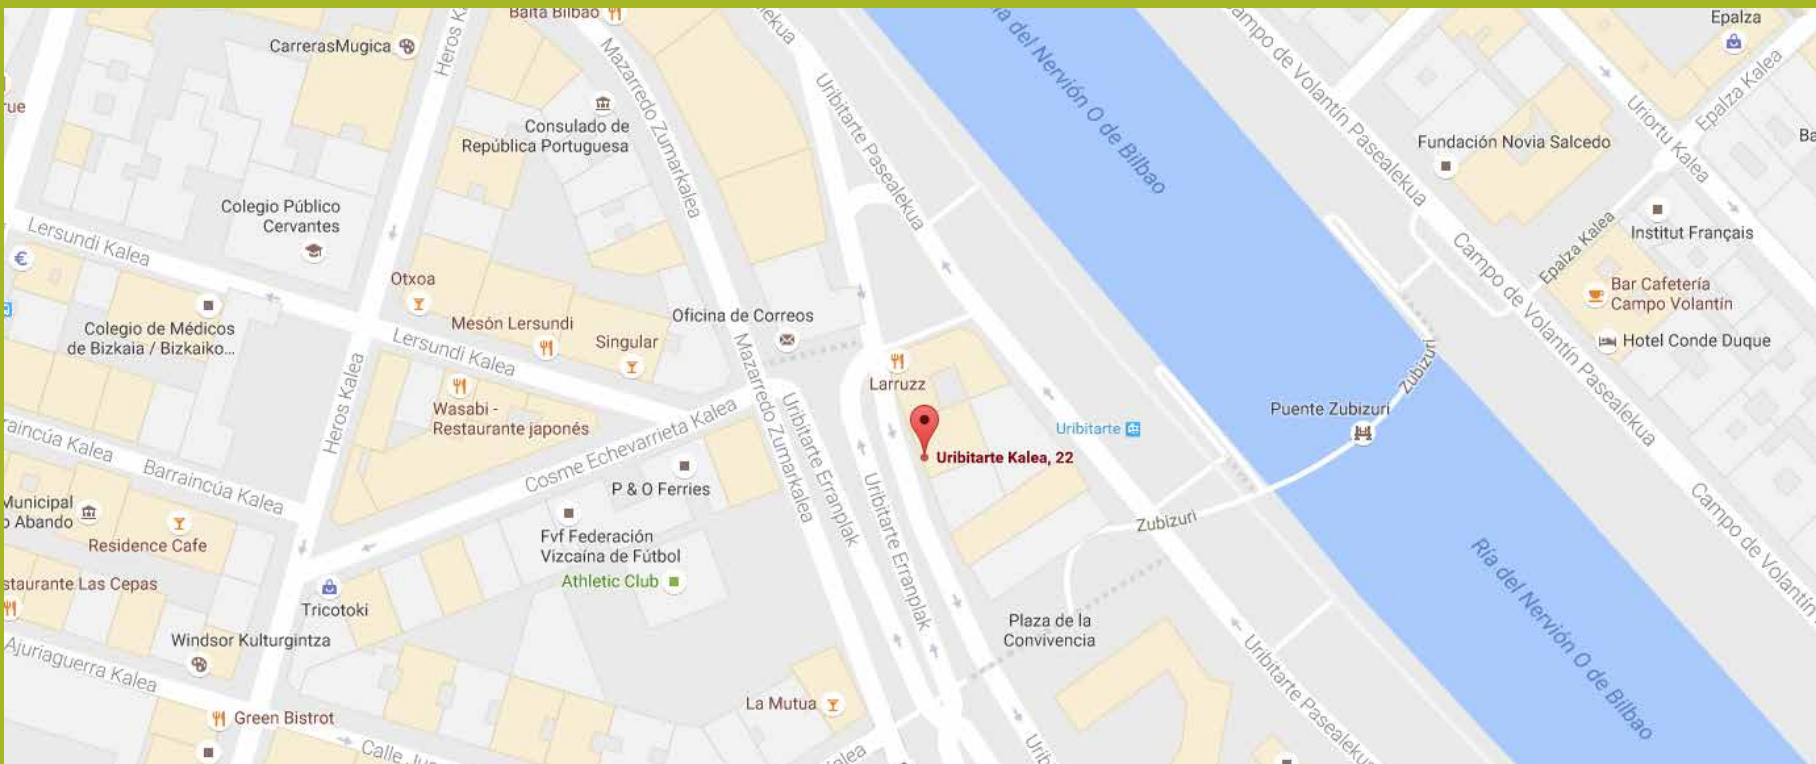 Baita Bilbao
CarrerasMugica
Heros
Mazarredo Zumarkalea
Uribitarte Pasealekua
Ría del Nervión O de Bilbao
Campo de Volantín Pasealekua
Epalza
Epalza Kalea
Uriortu Kalea
Consulado de
República Portuguesa
Fundación Novia Salcedo
Colegio Público
Cervantes
Lersundi Kalea
Institut Français
Epalza Kalea
Campo de Volantín Pasealekua
Otxoa
Bar Cafetería
Campo Volantín
Colegio de Médicos
de Bizkaia / Bizkaiko...
Mesón Lersundi
Oficina de Correos
Singular
Lersundi Kalea
Mazarredo Zumarkalea
Hotel Conde Duque
Heros Kalea
Larruzz
Zubizuri
Wasabi -
Restaurante japonés
Uribitarte
Puente Zubizuri
Uribitarte Kalea, 22
Barraincúa Kalea
Cosme Echevarrieta Kalea
P & O Ferries
Uribitarte Erranplak
Uribitarte Erranplak
Zubizuri
Campo de Volantín
Municipal
Abando
Residence Cafe
Fvf Federación
Vizcaína de Fútbol
Athletic Club
Ría del Nervión O de Bilbao
Las Cepas
Tricotoki
Plaza de la
Convivencia
Windsor Kulturgintza
Ajuriaguerra Kalea
Uribitarte Pasealekua
La Mutua
Green Bistrot
Calle